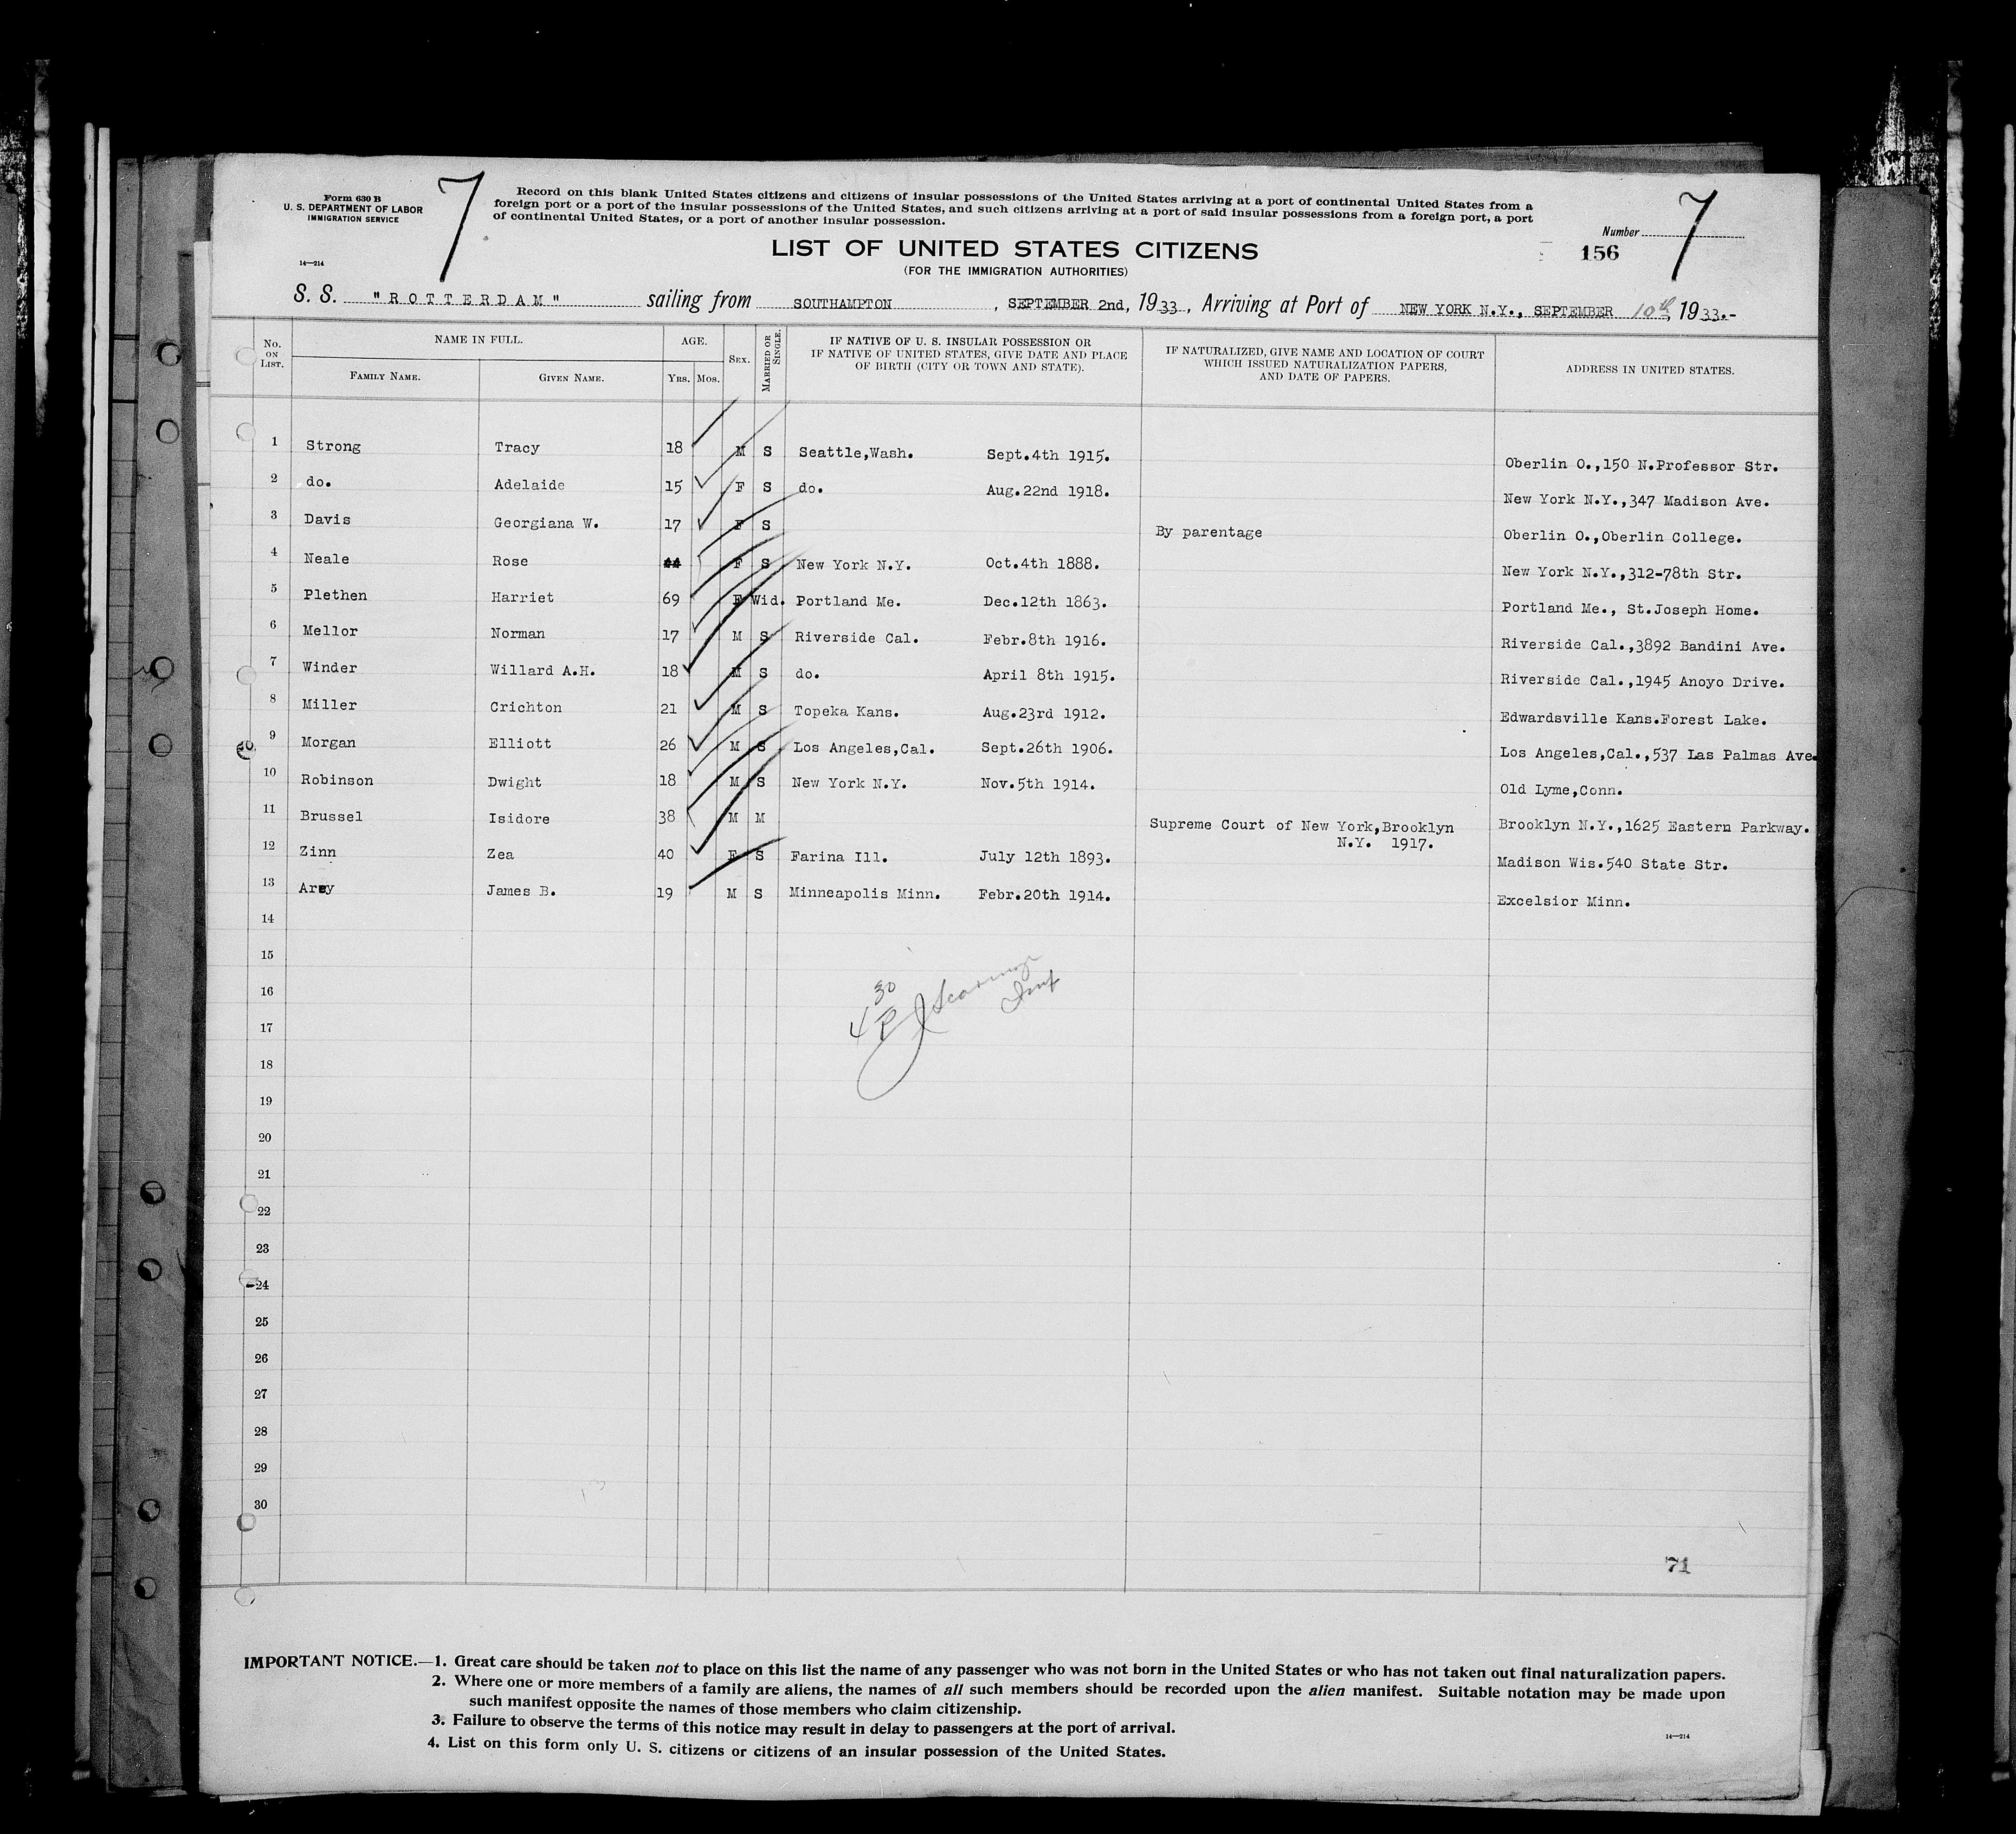 Form 630 B
U. S. DEPARTMENT OF LABOR
IMMIGRATION SERVICE
14—214
7
Record on this blank United States citizens and citizens of insular possessions of the United States arriving at a port of continental United States from a
foreign port or a port of the insular possessions of the United States, and such citizens arriving at a port of said insular possessions from a foreign port, a port
of continental United States, or a port of another insular possession.
7
Number
156
LIST OF UNITED STATES CITIZENS
(FOR THE IMMIGRATION AUTHORITIES)
S. S. "ROTTERDAM" sailing from SOUTHAMPTON, SEPTEMBER 2nd, 1933, Arriving at Port of NEW YORK N.Y., SEPTEMBER 10th, 1933.-
No. ON LIST. NAME IN FULL. FAMILY NAME. GIVEN NAME. AGE. YRS. MOS. SEX. MARRIED OR SINGLE. IF NATIVE OF U. S. INSULAR POSSESSION OR IF NATIVE OF UNITED STATES, GIVE DATE AND PLACE OF BIRTH (CITY OR TOWN AND STATE). IF NATURALIZED, GIVE NAME AND LOCATION OF COURT WHICH ISSUED NATURALIZATION PAPERS, AND DATE OF PAPERS. ADDRESS IN UNITED STATES.
1 Strong Tracy 18 M S Seattle,Wash. Sept.4th 1915. Oberlin O.,150 N.Professor Str.
2 do. Adelaide 15 F S do. Aug.22nd 1918. New York N.Y.,347 Madison Ave.
3 Davis Georgiana W. 17 F S By parentage Oberlin O.,Oberlin College.
4 Neale Rose 44 F S New York N.Y. Oct.4th 1888. New York N.Y.,312-78th Str.
5 Plethen Harriet 69 F Wid. Portland Me. Dec.12th 1863. Portland Me., St.Joseph Home.
6 Mellor Norman 17 M S Riverside Cal. Febr.8th 1916. Riverside Cal.,3892 Bandini Ave.
7 Winder Willard A.H. 18 M S do. April 8th 1915. Riverside Cal.,1945 Anoyo Drive.
8 Miller Crichton 21 M S Topeka Kans. Aug.23rd 1912. Edwardsville Kans.Forest Lake.
9 Morgan Elliott 26 M S Los Angeles,Cal. Sept.26th 1906. Los Angeles,Cal.,537 Las Palmas Ave.
10 Robinson Dwight 18 M S New York N.Y. Nov.5th 1914. Old Lyme,Conn.
11 Brussel Isidore 38 M M Supreme Court of New York,Brooklyn N.Y. 1917. Brooklyn N.Y.,1625 Eastern Parkway.
12 Zinn Zea 40 F S Farina Ill. July 12th 1893. Madison Wis.540 State Str.
13 Arey James B. 19 M S Minneapolis Minn. Febr.20th 1914. Excelsior Minn.
14
15
16
17
18
19
20
21
22
23
24
25
26
27
28
29
30
4 30 P
71
IMPORTANT NOTICE.—1. Great care should be taken not to place on this list the name of any passenger who was not born in the United States or who has not taken out final naturalization papers.
2. Where one or more members of a family are aliens, the names of all such members should be recorded upon the alien manifest. Suitable notation may be made upon
such manifest opposite the names of those members who claim citizenship.
3. Failure to observe the terms of this notice may result in delay to passengers at the port of arrival.
4. List on this form only U. S. citizens or citizens of an insular possession of the United States.
14—214